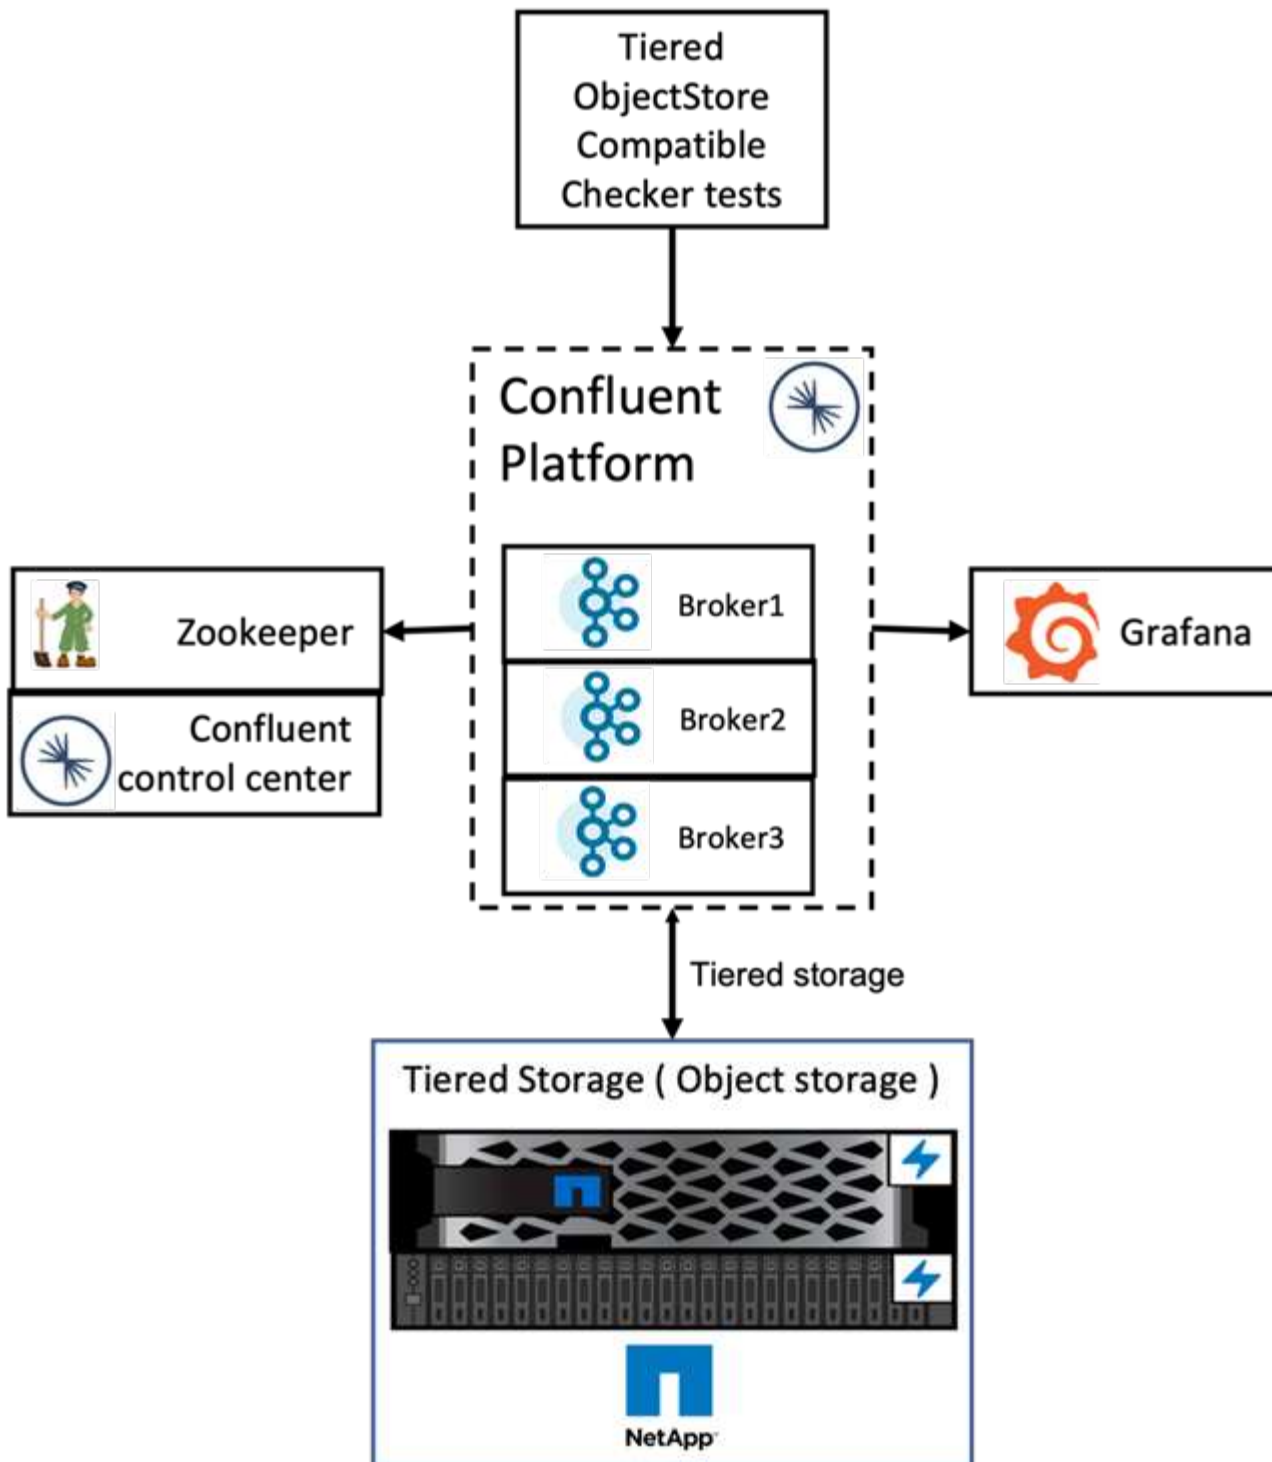 Tiered
ObjectStore
Compatible
Checker tests
Confluent
Platform
Broker1
Zookeeper
Grafana
Broker2
Confluent
control center
Broker3
Tiered storage
Tiered Storage ( Object storage )
NetApp